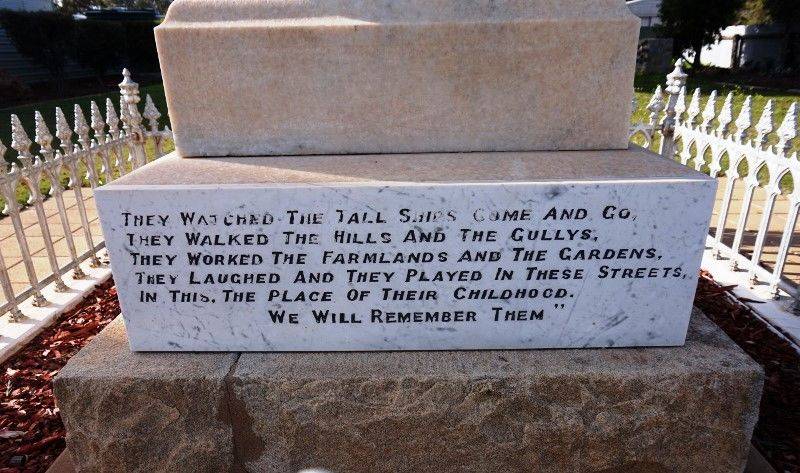 THEY WATCHED THE TALL SHIPS COME AND GO,
THEY WALKED THE HILLS AND THE GULLYS,
THEY WORKED THE FARMLANDS AND THE GARDENS,
THEY LAUGHED AND THEY PLAYED IN THESE STREETS,
IN THIS, THE PLACE OF THEIR CHILDHOOD.
WE WILL REMEMBER THEM"